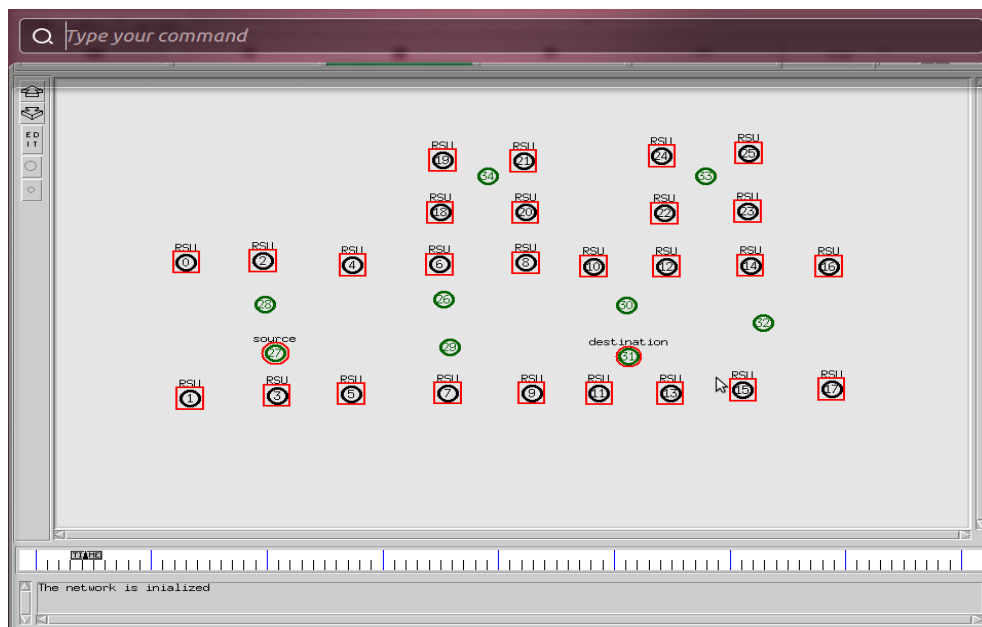 Type your command
E D
I T
RSU RSU RSU RSU
19 21 24 25
34 33
RSU RSU RSU RSU
18 20 22 23
RSU RSU RSU RSU RSU RSU RSU RSU RSU
0 2 4 6 8 10 12 14 16
28 26 30
32
source destination
27 29 31
RSU RSU RSU RSU RSU RSU RSU RSU RSU
1 3 5 7 9 11 13 15 17
TIME
The network is inialized